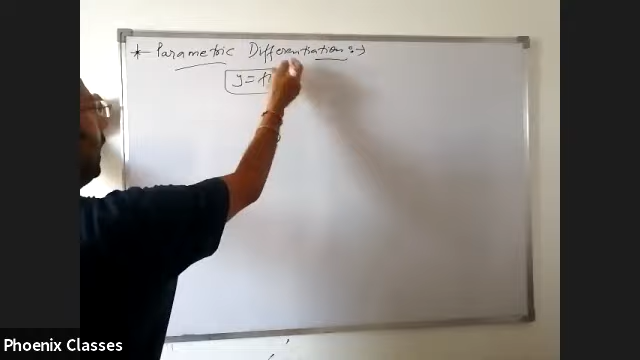 * Parametric Differentiation :→
y = f
Phoenix Classes